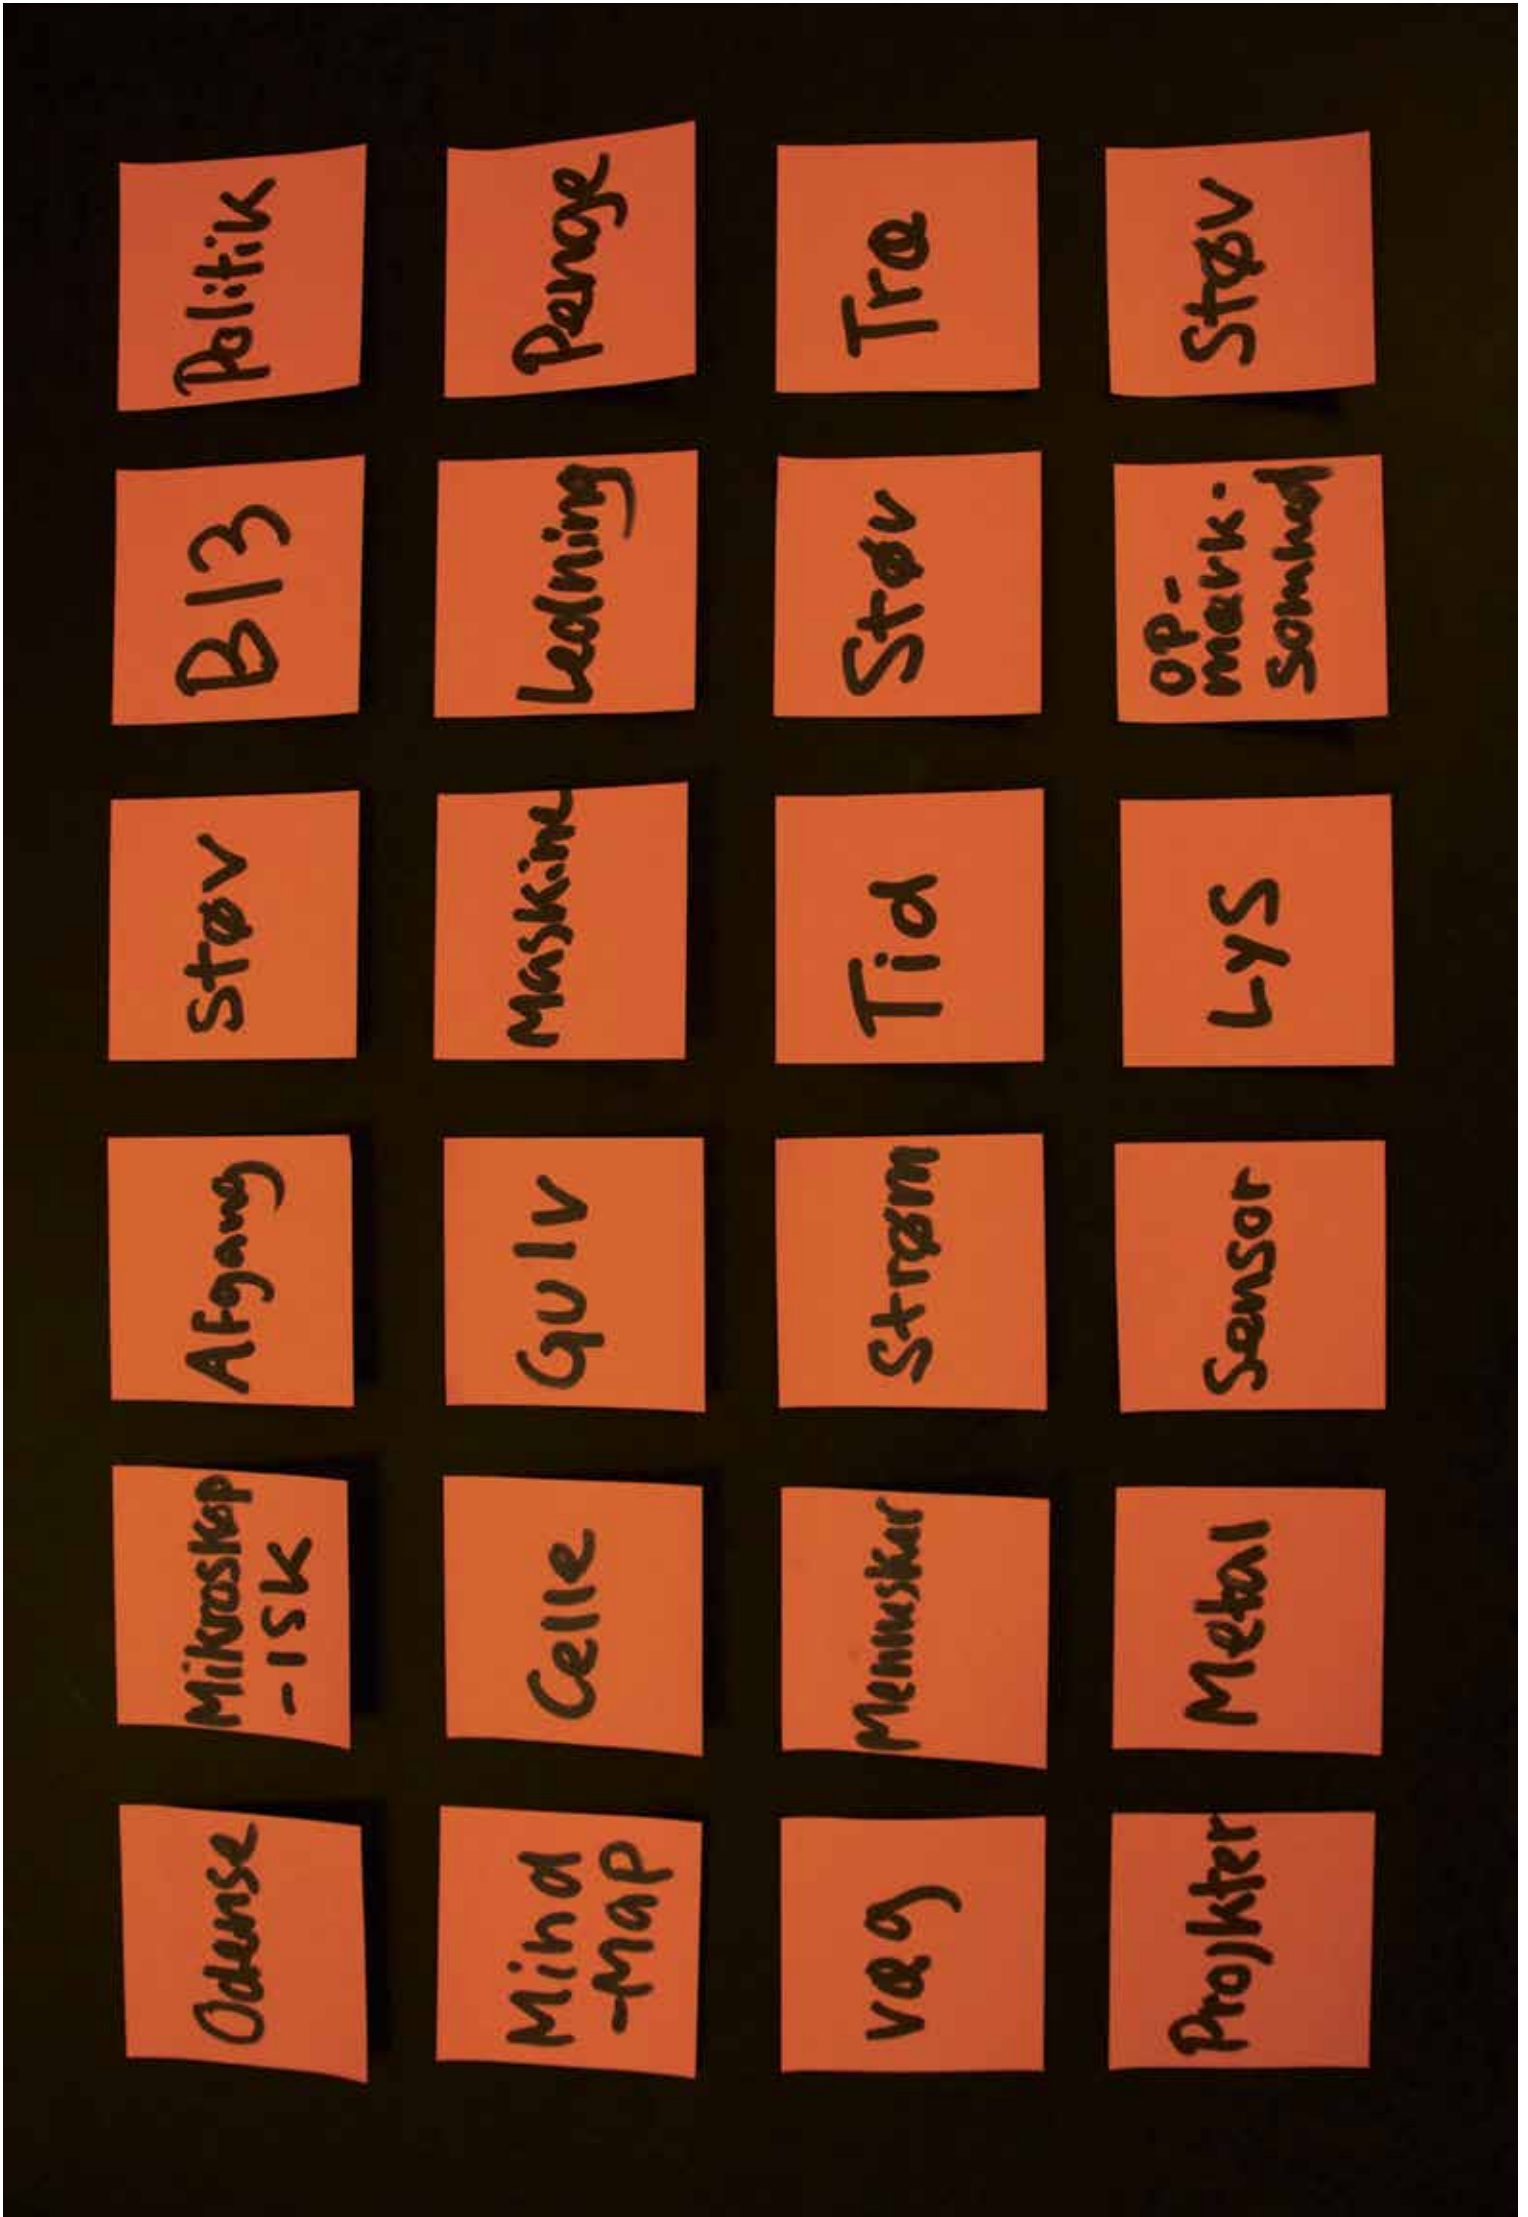 Odense
Mikroskop
-isk
Afgang
Støv
B13
Politik
Mind
-Map
Celle
Gulv
Maskine
Ledning
Penge
væg
Mennesker
Strøm
Tid
Støv
Træ
Projkter
Metal
Sensor
Lys
op-
mærk-
somhed
Støv